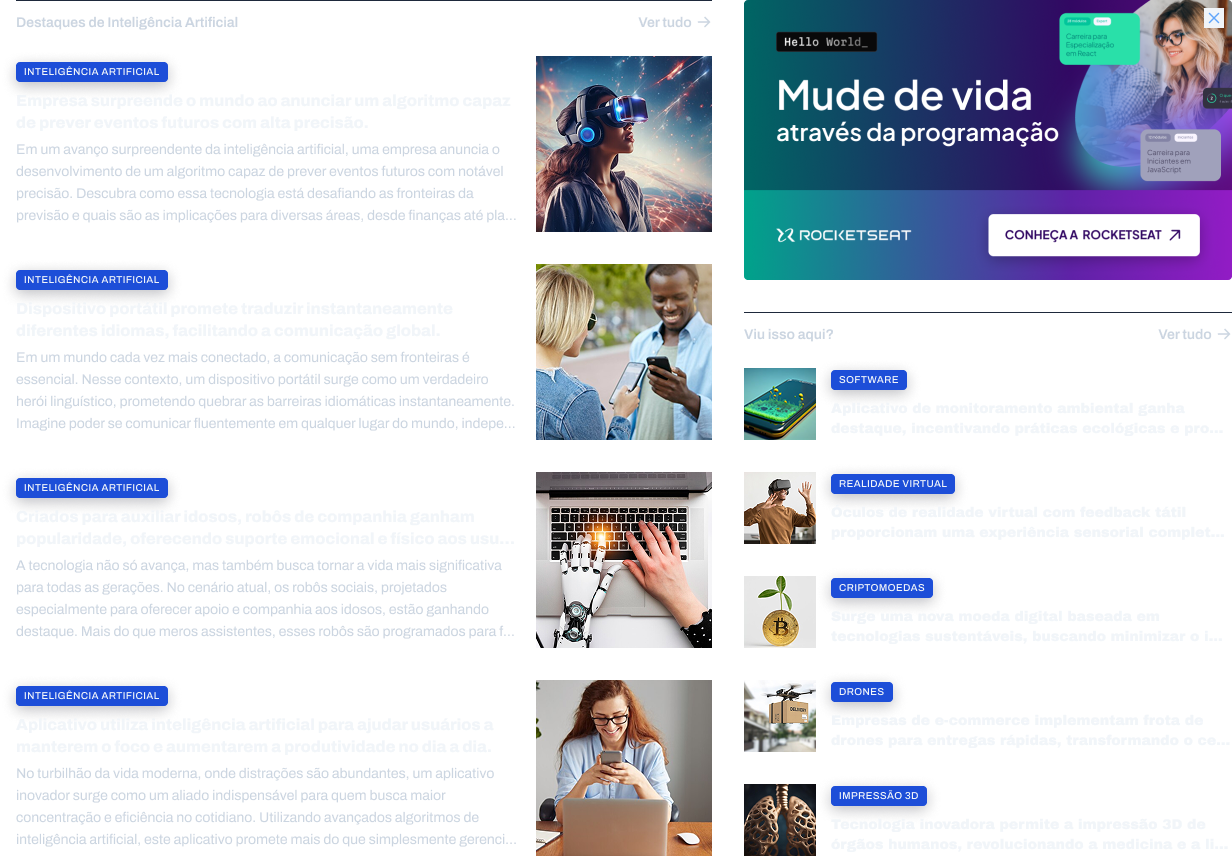 Destaques de Inteligência Artificial
Ver tudo →
INTELIGÊNCIA ARTIFICIAL
Empresa surpreende o mundo ao anunciar um algoritmo capaz
de prever eventos futuros com alta precisão.
Em um avanço surpreendente da inteligência artificial, uma empresa anuncia o
desenvolvimento de um algoritmo capaz de prever eventos futuros com notável
precisão. Descubra como essa tecnologia está desafiando as fronteiras da
previsão e quais são as implicações para diversas áreas, desde finanças até pla...
INTELIGÊNCIA ARTIFICIAL
Dispositivo portátil promete traduzir instantaneamente
diferentes idiomas, facilitando a comunicação global.
Em um mundo cada vez mais conectado, a comunicação sem fronteiras é
essencial. Nesse contexto, um dispositivo portátil surge como um verdadeiro
herói linguístico, prometendo quebrar as barreiras idiomáticas instantaneamente.
Imagine poder se comunicar fluentemente em qualquer lugar do mundo, indepe...
INTELIGÊNCIA ARTIFICIAL
Criados para auxiliar idosos, robôs de companhia ganham
popularidade, oferecendo suporte emocional e físico aos usu...
A tecnologia não só avança, mas também busca tornar a vida mais significativa
para todas as gerações. No cenário atual, os robôs sociais, projetados
especialmente para oferecer apoio e companhia aos idosos, estão ganhando
destaque. Mais do que meros assistentes, esses robôs são programados para f...
INTELIGÊNCIA ARTIFICIAL
Aplicativo utiliza inteligência artificial para ajudar usuários a
manterem o foco e aumentarem a produtividade no dia a dia.
No turbilhão da vida moderna, onde distrações são abundantes, um aplicativo
inovador surge como um aliado indispensável para quem busca maior
concentração e eficiência no cotidiano. Utilizando avançados algoritmos de
inteligência artificial, este aplicativo promete mais do que simplesmente gerenci...
Hello World_
Mude de vida
através da programação
Carreira para
Especialização
em React
Carreira para
Iniciantes em
JavaScript
ROCKETSEAT
CONHEÇA A ROCKETSEAT
Viu isso aqui?
Ver tudo →
SOFTWARE
Aplicativo de monitoramento ambiental ganha
destaque, incentivando práticas ecológicas e pro...
REALIDADE VIRTUAL
Óculos de realidade virtual com feedback tátil
proporcionam uma experiência sensorial complet...
CRIPTOMOEDAS
Surge uma nova moeda digital baseada em
tecnologias sustentáveis, buscando minimizar o i...
DRONES
DELIVERY
Empresas de e-commerce implementam frota de
drones para entregas rápidas, transformando o ce...
IMPRESSÃO 3D
Tecnologia inovadora permite a impressão 3D de
órgãos humanos, revolucionando a medicina e a li...